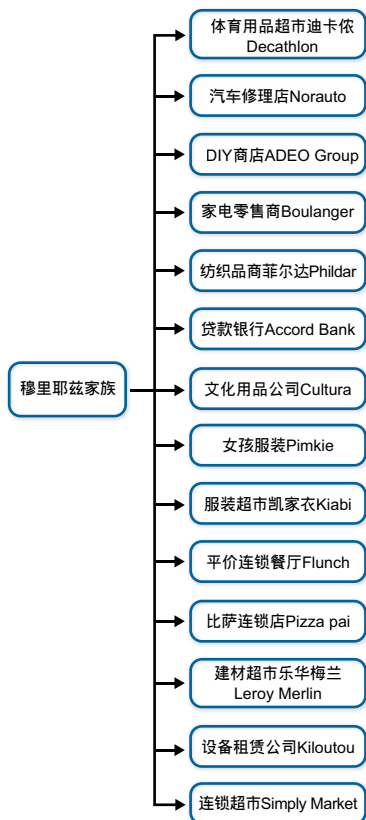 体育用品超市迪卡侬
Decathlon
汽车修理店Norauto
DIY商店ADEO Group
家电零售商Boulanger
纺织品商菲尔达Phildar
贷款银行Accord Bank
穆里耶兹家族
文化用品公司Cultura
女孩服装Pimkie
服装超市凯家衣Kiabi
平价连锁餐厅Flunch
比萨连锁店Pizza pai
建材超市乐华梅兰
Leroy Merlin
设备租赁公司Kiloutou
连锁超市Simply Market